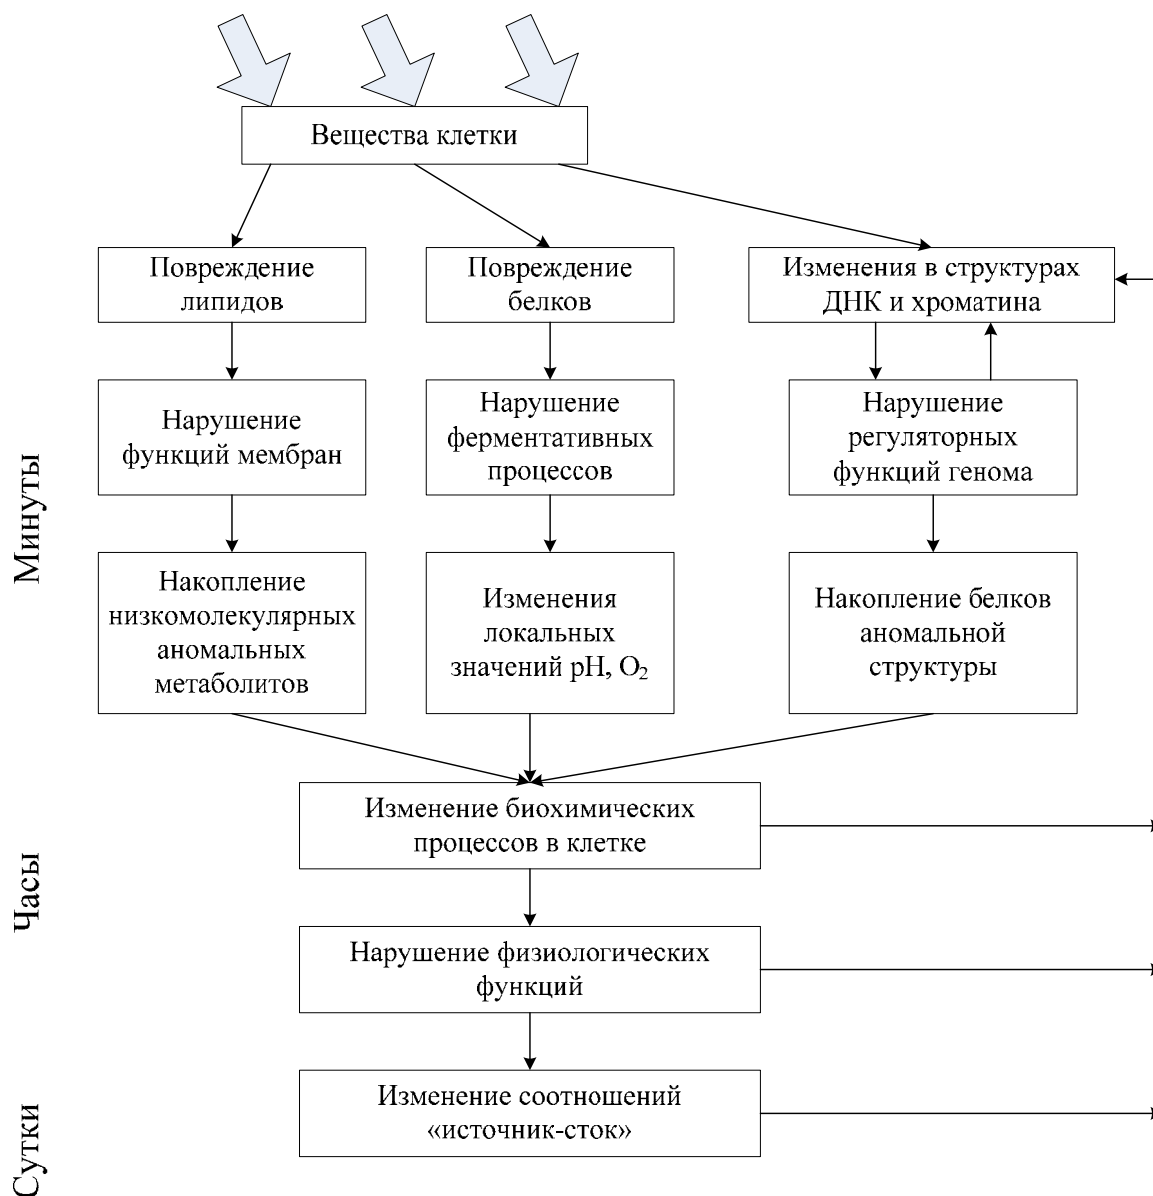 Вещества клетки
Повреждение
липидов
Повреждение
белков
Изменения в структурах
ДНК и хроматина
Нарушение
функций мембран
Нарушение
ферментативных
процессов
Нарушение
регуляторных
функций генома
Минуты
Накопление
низкомолекулярных
аномальных
метаболитов
Изменения
локальных
значений pH, O₂
Накопление белков
аномальной
структуры
Часы
Изменение биохимических
процессов в клетке
Нарушение физиологических
функций
Сутки
Изменение соотношений
«источник-сток»